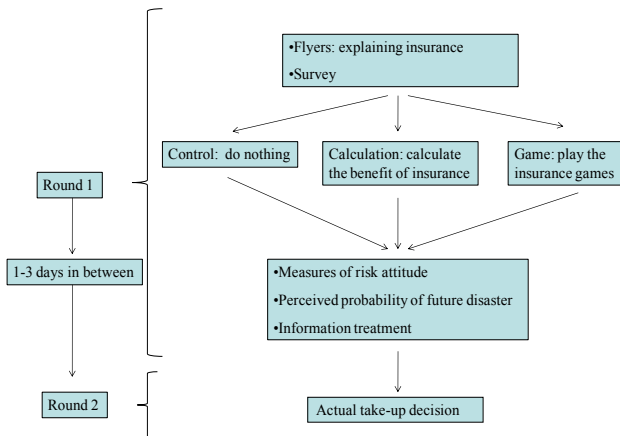 •Flyers: explaining insurance
•Survey
Control:  do nothing
Calculation: calculate
the benefit of insurance
Game: play the
insurance games
Round 1
1-3 days in between
•Measures of risk attitude
•Perceived probability of future disaster
•Information treatment
Round 2
Actual take-up decision